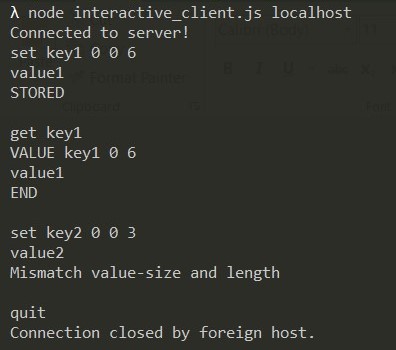 λ node interactive_client.js localhost
Connected to server!
set key1 0 0 6
value1
STORED
get key1
VALUE key1 0 6
value1
END
set key2 0 0 3
value2
Mismatch value-size and length
quit
Connection closed by foreign host.